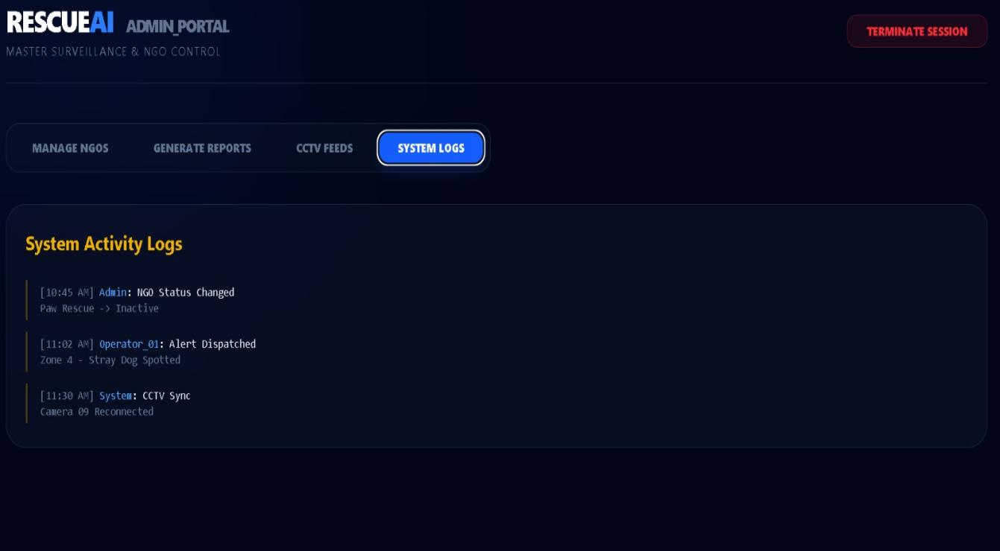 RESCUEAI ADMIN_PORTAL
TERMINATE SESSION
MASTER SURVEILLANCE & NGO CONTROL
MANAGE NGOS GENERATE REPORTS CCTV FEEDS SYSTEM LOGS
System Activity Logs
[10:45 AM] Admin: NGO Status Changed
Paw Rescue -> Inactive
[11:02 AM] Operator_01: Alert Dispatched
Zone 4 - Stray Dog Spotted
[11:30 AM] System: CCTV Sync
Camera 09 Reconnected